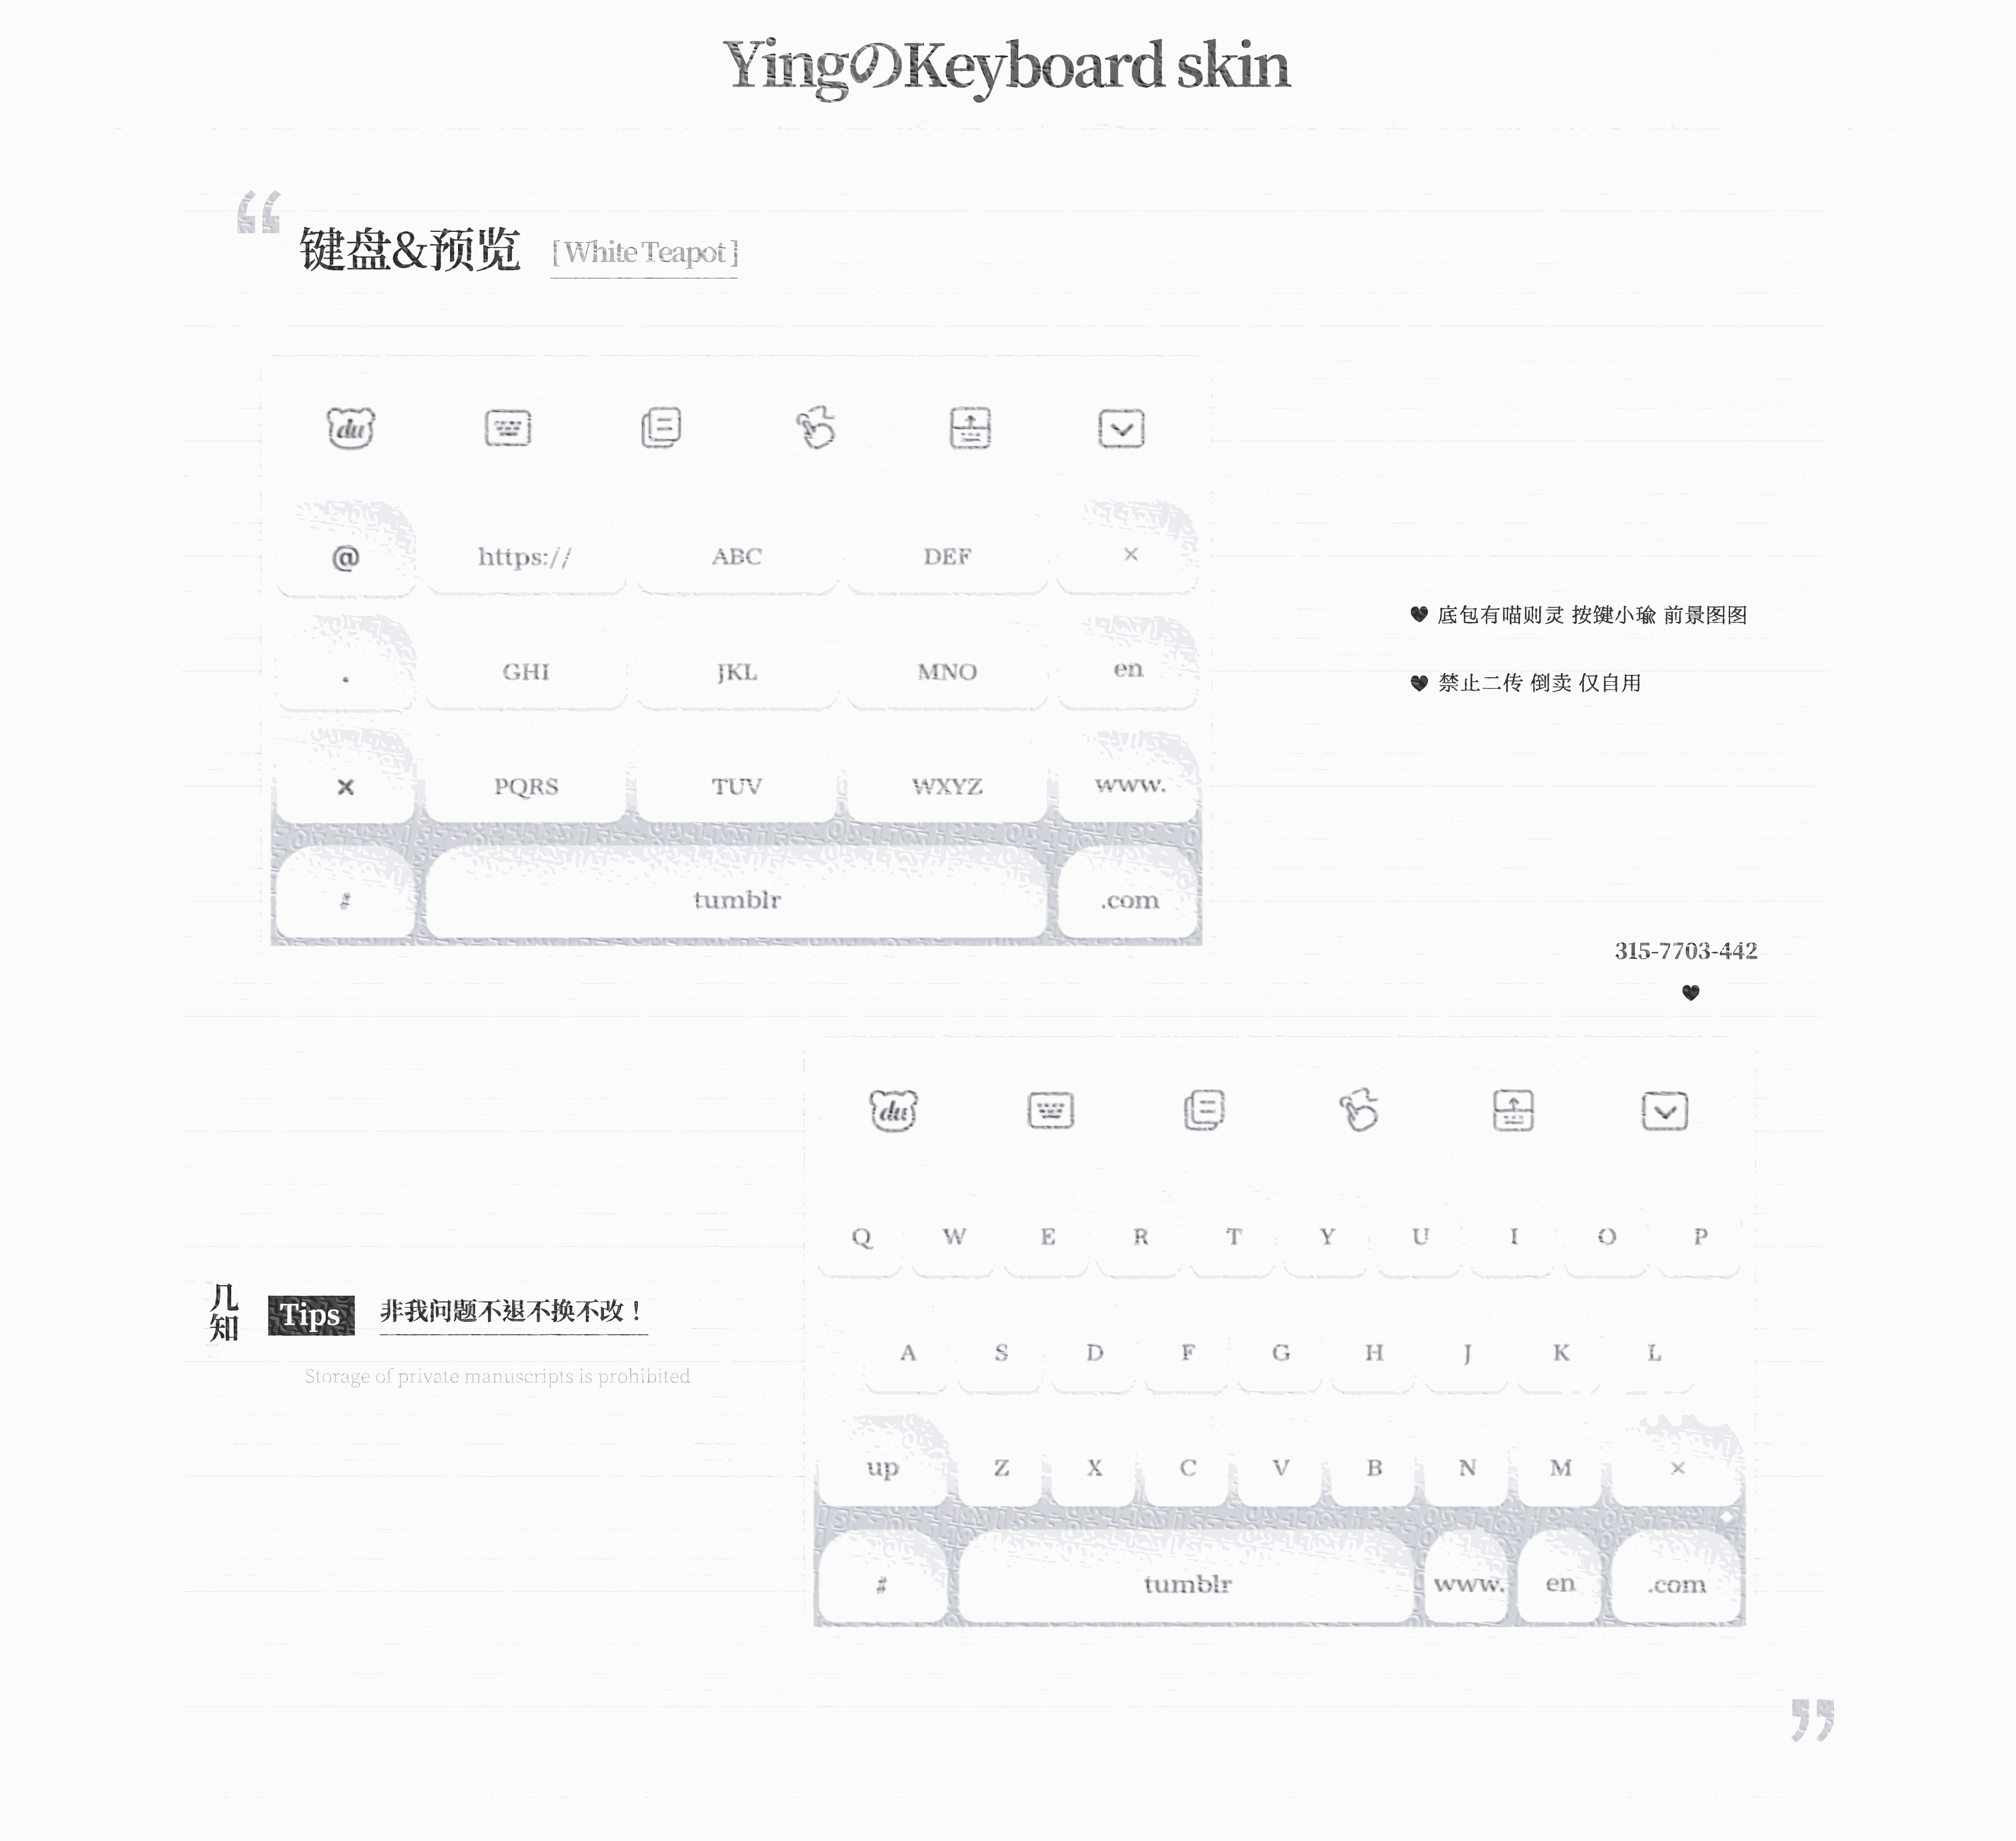 YingのKeyboard skin
“
键盘&预览 [ White Teapot ]
du
@ https:// ABC DEF ×
. GHI JKL MNO en
× PQRS TUV WXYZ www.
# tumblr .com
♥ 底包有喵则灵 按键小瑜 前景图图
♥ 禁止二传 倒卖 仅自用
315-7703-442
♥
du
Q W E R T Y U I O P
A S D F G H J K L
up Z X C V B N M ×
# tumblr www. en .com
几知
Tips 非我问题不退不换不改！
Storage of private manuscripts is prohibited
”